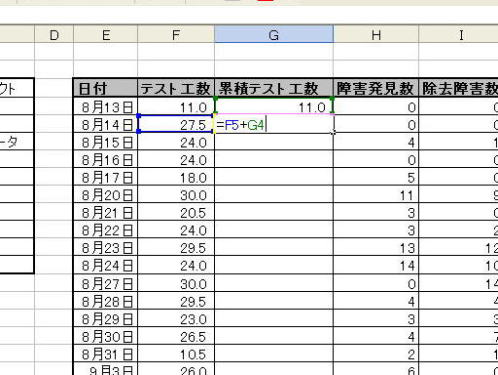 D E F G H I
クト 日付 テスト工数 累積テスト工数 障害発見数 除去障害数
8月13日 11.0 11.0 0 0
8月14日 27.5 =F5+G4 0 0
ータ 8月15日 24.0 4 1
8月16日 24.0 0 0
8月17日 18.0 5 0
8月20日 30.0 11 9
8月21日 20.5 3 0
8月22日 24.0 3 2
8月23日 29.5 13 12
8月24日 24.0 14 10
8月27日 30.0 0 14
8月28日 29.5 4 4
8月29日 23.0 3 3
8月30日 26.5 4 7
8月31日 10.5 2 1
9月3日 26.0 6 0